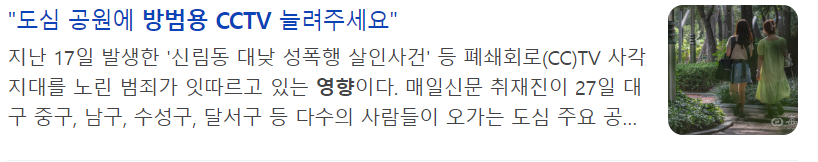 "도심 공원에 방범용 CCTV 늘려주세요"
지난 17일 발생한 '신림동 대낮 성폭행 살인사건' 등 폐쇄회로(CC)TV 사각
지대를 노린 범죄가 잇따르고 있는 영향이다. 매일신문 취재진이 27일 대
구 중구, 남구, 수성구, 달서구 등 다수의 사람들이 오가는 도심 주요 공...